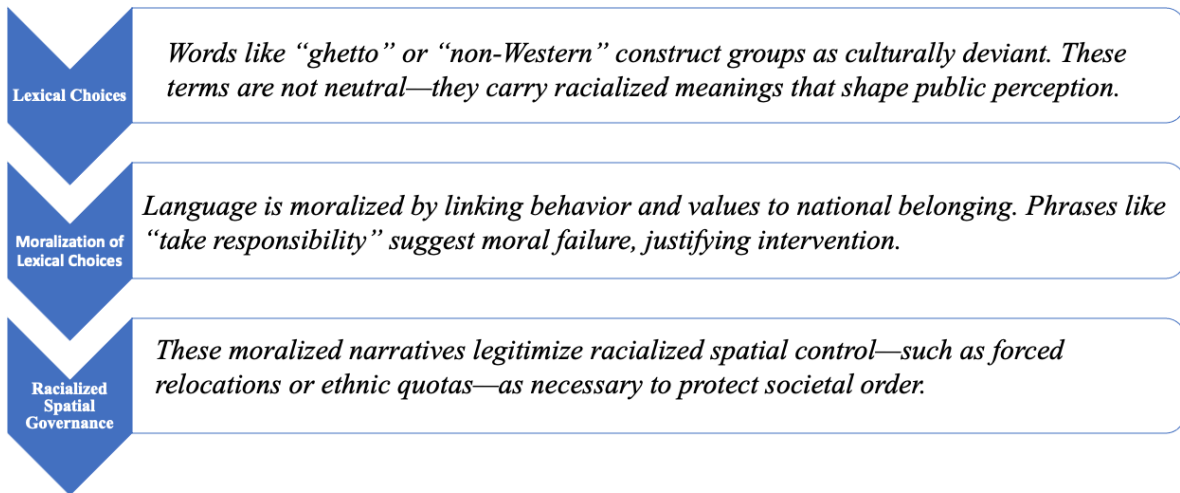 Lexical Choices
Words like “ghetto” or “non-Western” construct groups as culturally deviant. These
terms are not neutral—they carry racialized meanings that shape public perception.
Moralization of
Lexical Choices
Language is moralized by linking behavior and values to national belonging. Phrases like
“take responsibility” suggest moral failure, justifying intervention.
Racialized
Spatial
Governance
These moralized narratives legitimize racialized spatial control—such as forced
relocations or ethnic quotas—as necessary to protect societal order.